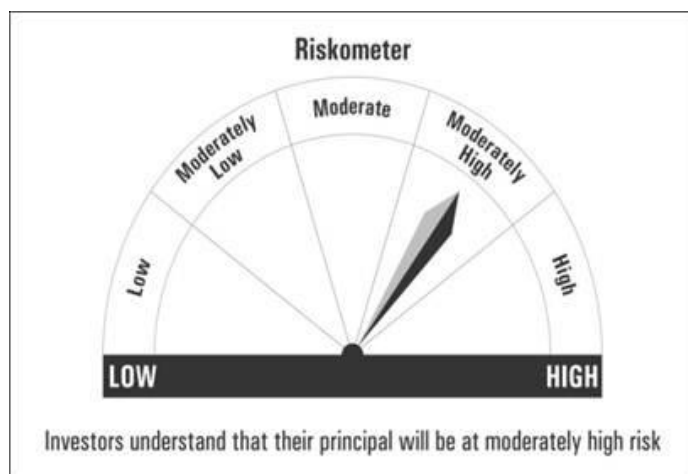 Riskometer
Low
Moderately
Low
Moderate
Moderately
High
High
LOW
HIGH
Investors understand that their principal will be at moderately high risk